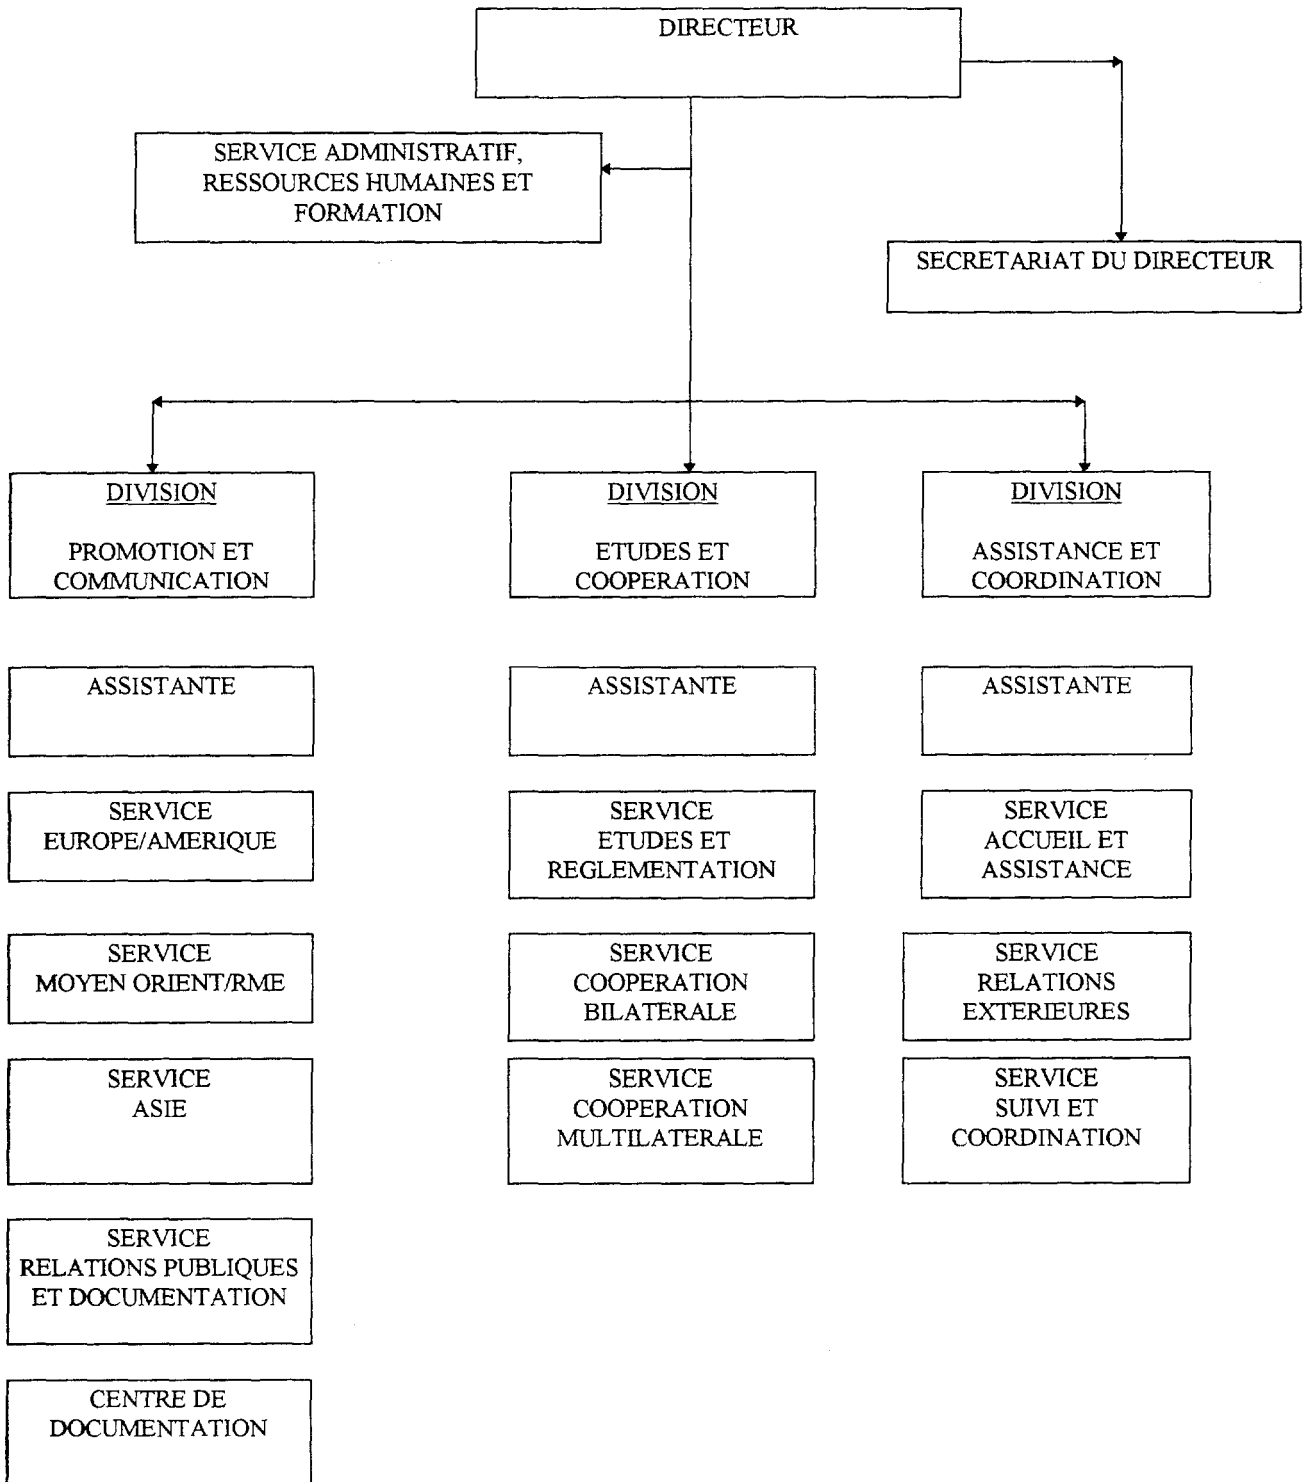 DIRECTEUR
SERVICE ADMINISTRATIF,
RESSOURCES HUMAINES ET
FORMATION
SECRETARIAT DU DIRECTEUR
DIVISION
PROMOTION ET
COMMUNICATION
DIVISION
ETUDES ET
COOPERATION
DIVISION
ASSISTANCE ET
COORDINATION
ASSISTANTE
ASSISTANTE
ASSISTANTE
SERVICE
EUROPE/AMERIQUE
SERVICE
ETUDES ET
REGLEMENTATION
SERVICE
ACCUEIL ET
ASSISTANCE
SERVICE
MOYEN ORIENT/RME
SERVICE
COOPERATION
BILATERALE
SERVICE
RELATIONS
EXTERIEURES
SERVICE
ASIE
SERVICE
COOPERATION
MULTILATERALE
SERVICE
SUIVI ET
COORDINATION
SERVICE
RELATIONS PUBLIQUES
ET DOCUMENTATION
CENTRE DE
DOCUMENTATION